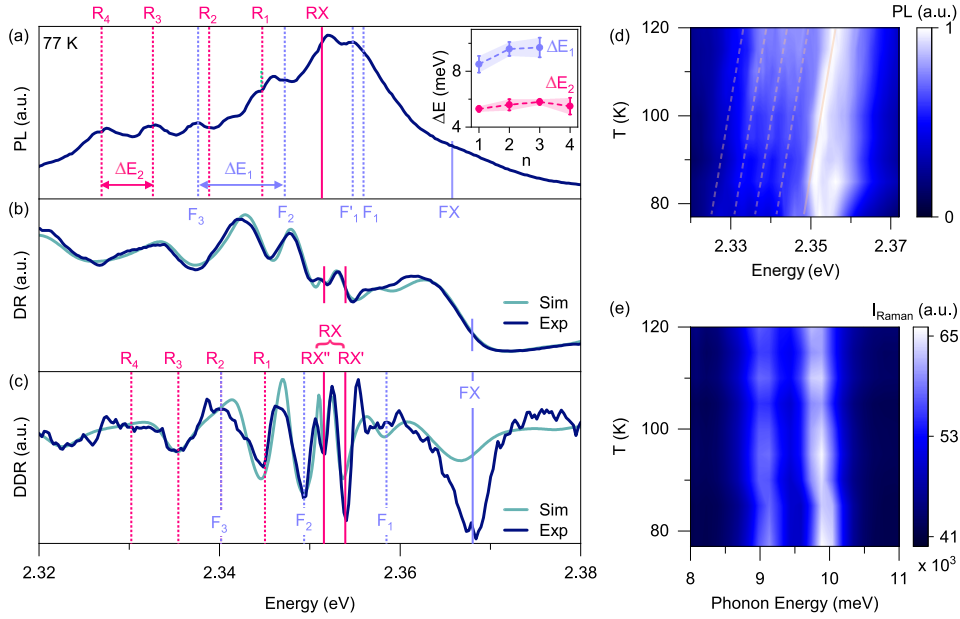 R4 R3 R2 R1 RX
(a) 77 K
PL (a.u.)
ΔE2 ΔE1
ΔE (meV)
8
4
ΔE1
ΔE2
1 2 3 4
n
F3 F2 F'1 F1 FX
(b)
DR (a.u.)
Sim
Exp
RX
R4 R3 R2 R1 RX" RX'
(c)
DDR (a.u.)
FX
F3 F2 F1
Sim
Exp
2.32 2.34 2.36 2.38
Energy (eV)
(d)
PL (a.u.)
120
100
80
T (K)
2.33 2.35 2.37
Energy (eV)
1
0
(e)
IRaman (a.u.)
120
100
80
T (K)
8 9 10 11
Phonon Energy (meV)
65
53
41
x 10³